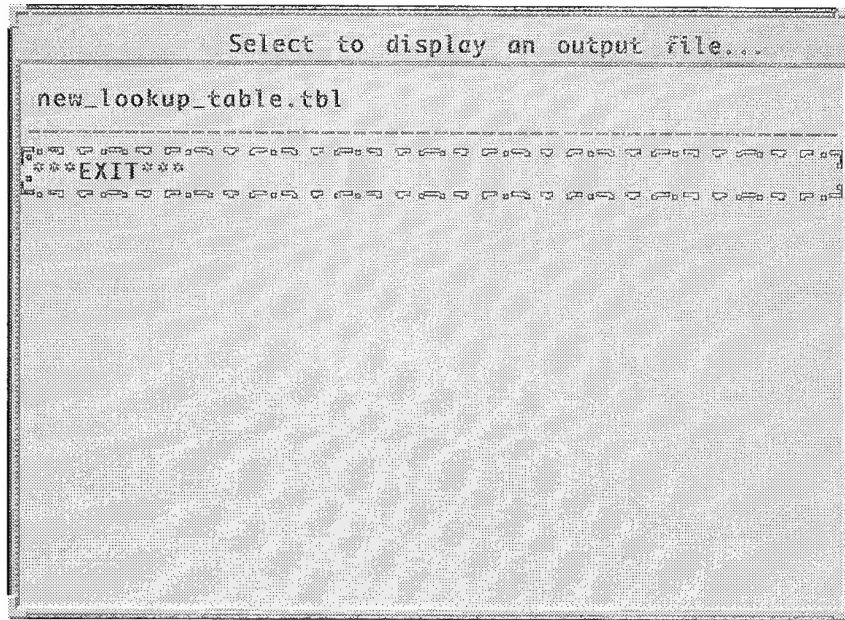 Select to display an output file...
new_lookup_table.tbl
***EXIT***